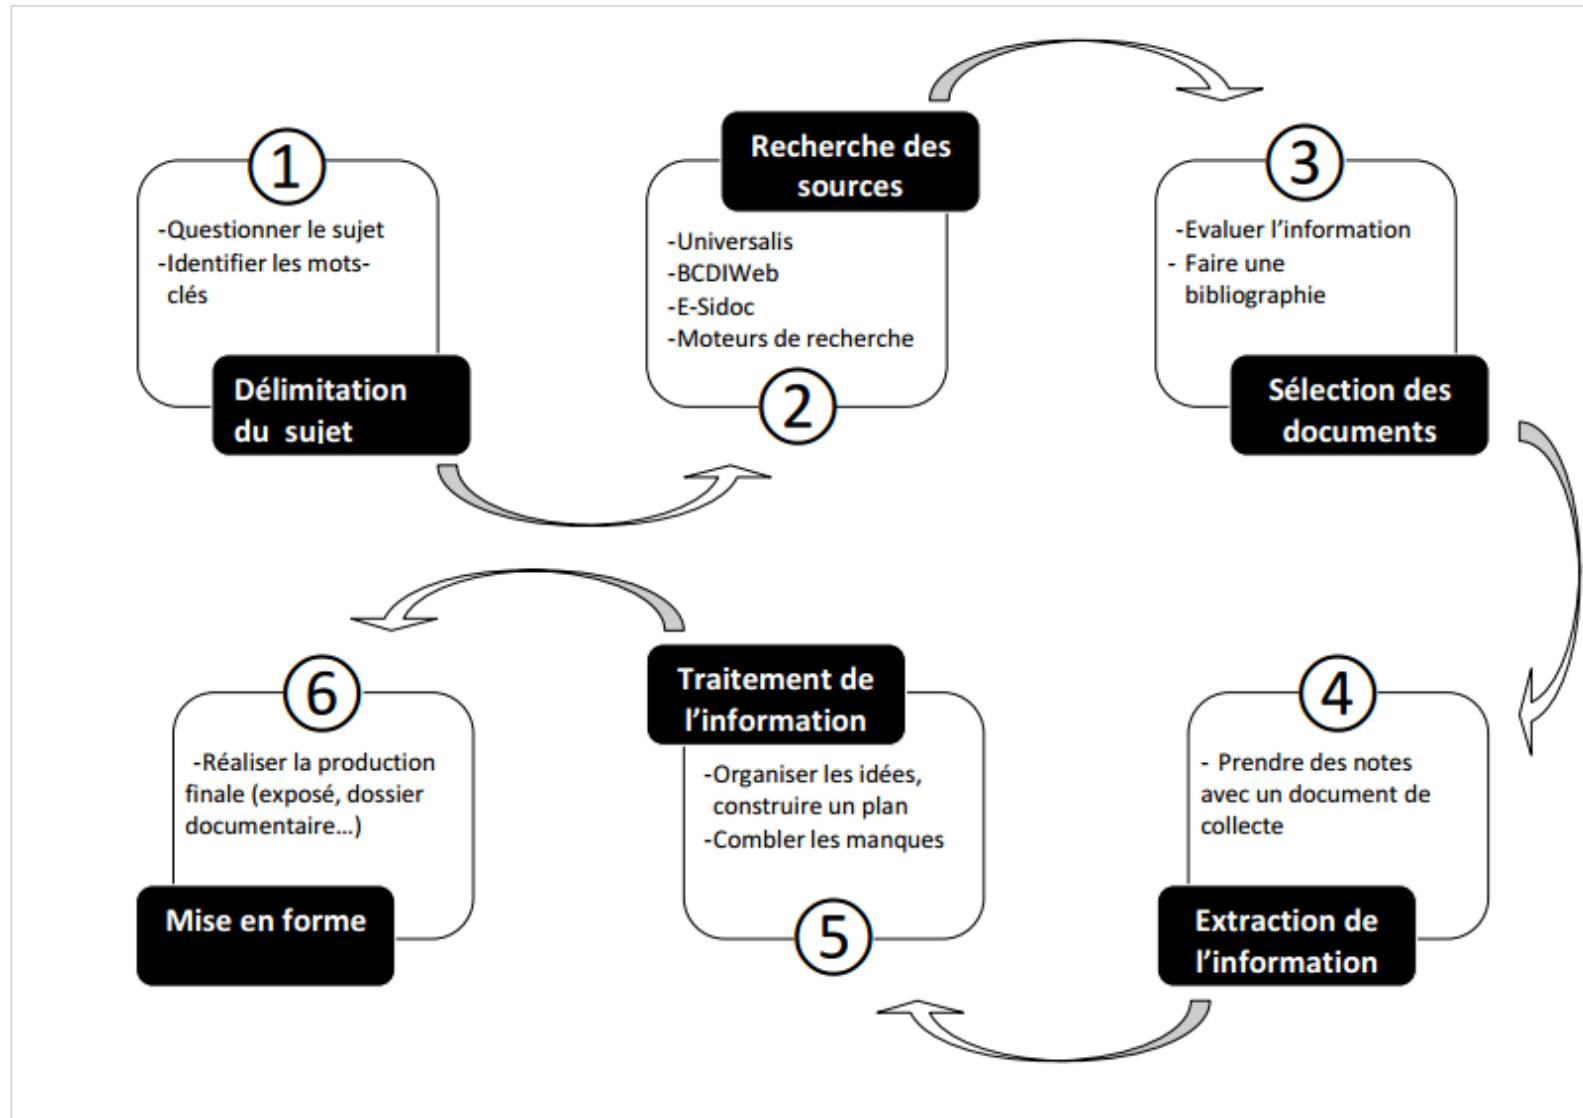 1
-Questionner le sujet
-Identifier les mots-
clés
Délimitation
du sujet
Recherche des
sources
-Universalis
-BCDIWeb
-E-Sidoc
-Moteurs de recherche
2
3
-Evaluer l’information
- Faire une
bibliographie
Sélection des
documents
4
- Prendre des notes
avec un document de
collecte
Extraction de
l’information
Traitement de
l’information
-Organiser les idées,
construire un plan
-Combler les manques
5
6
-Réaliser la production
finale (exposé, dossier
documentaire…)
Mise en forme